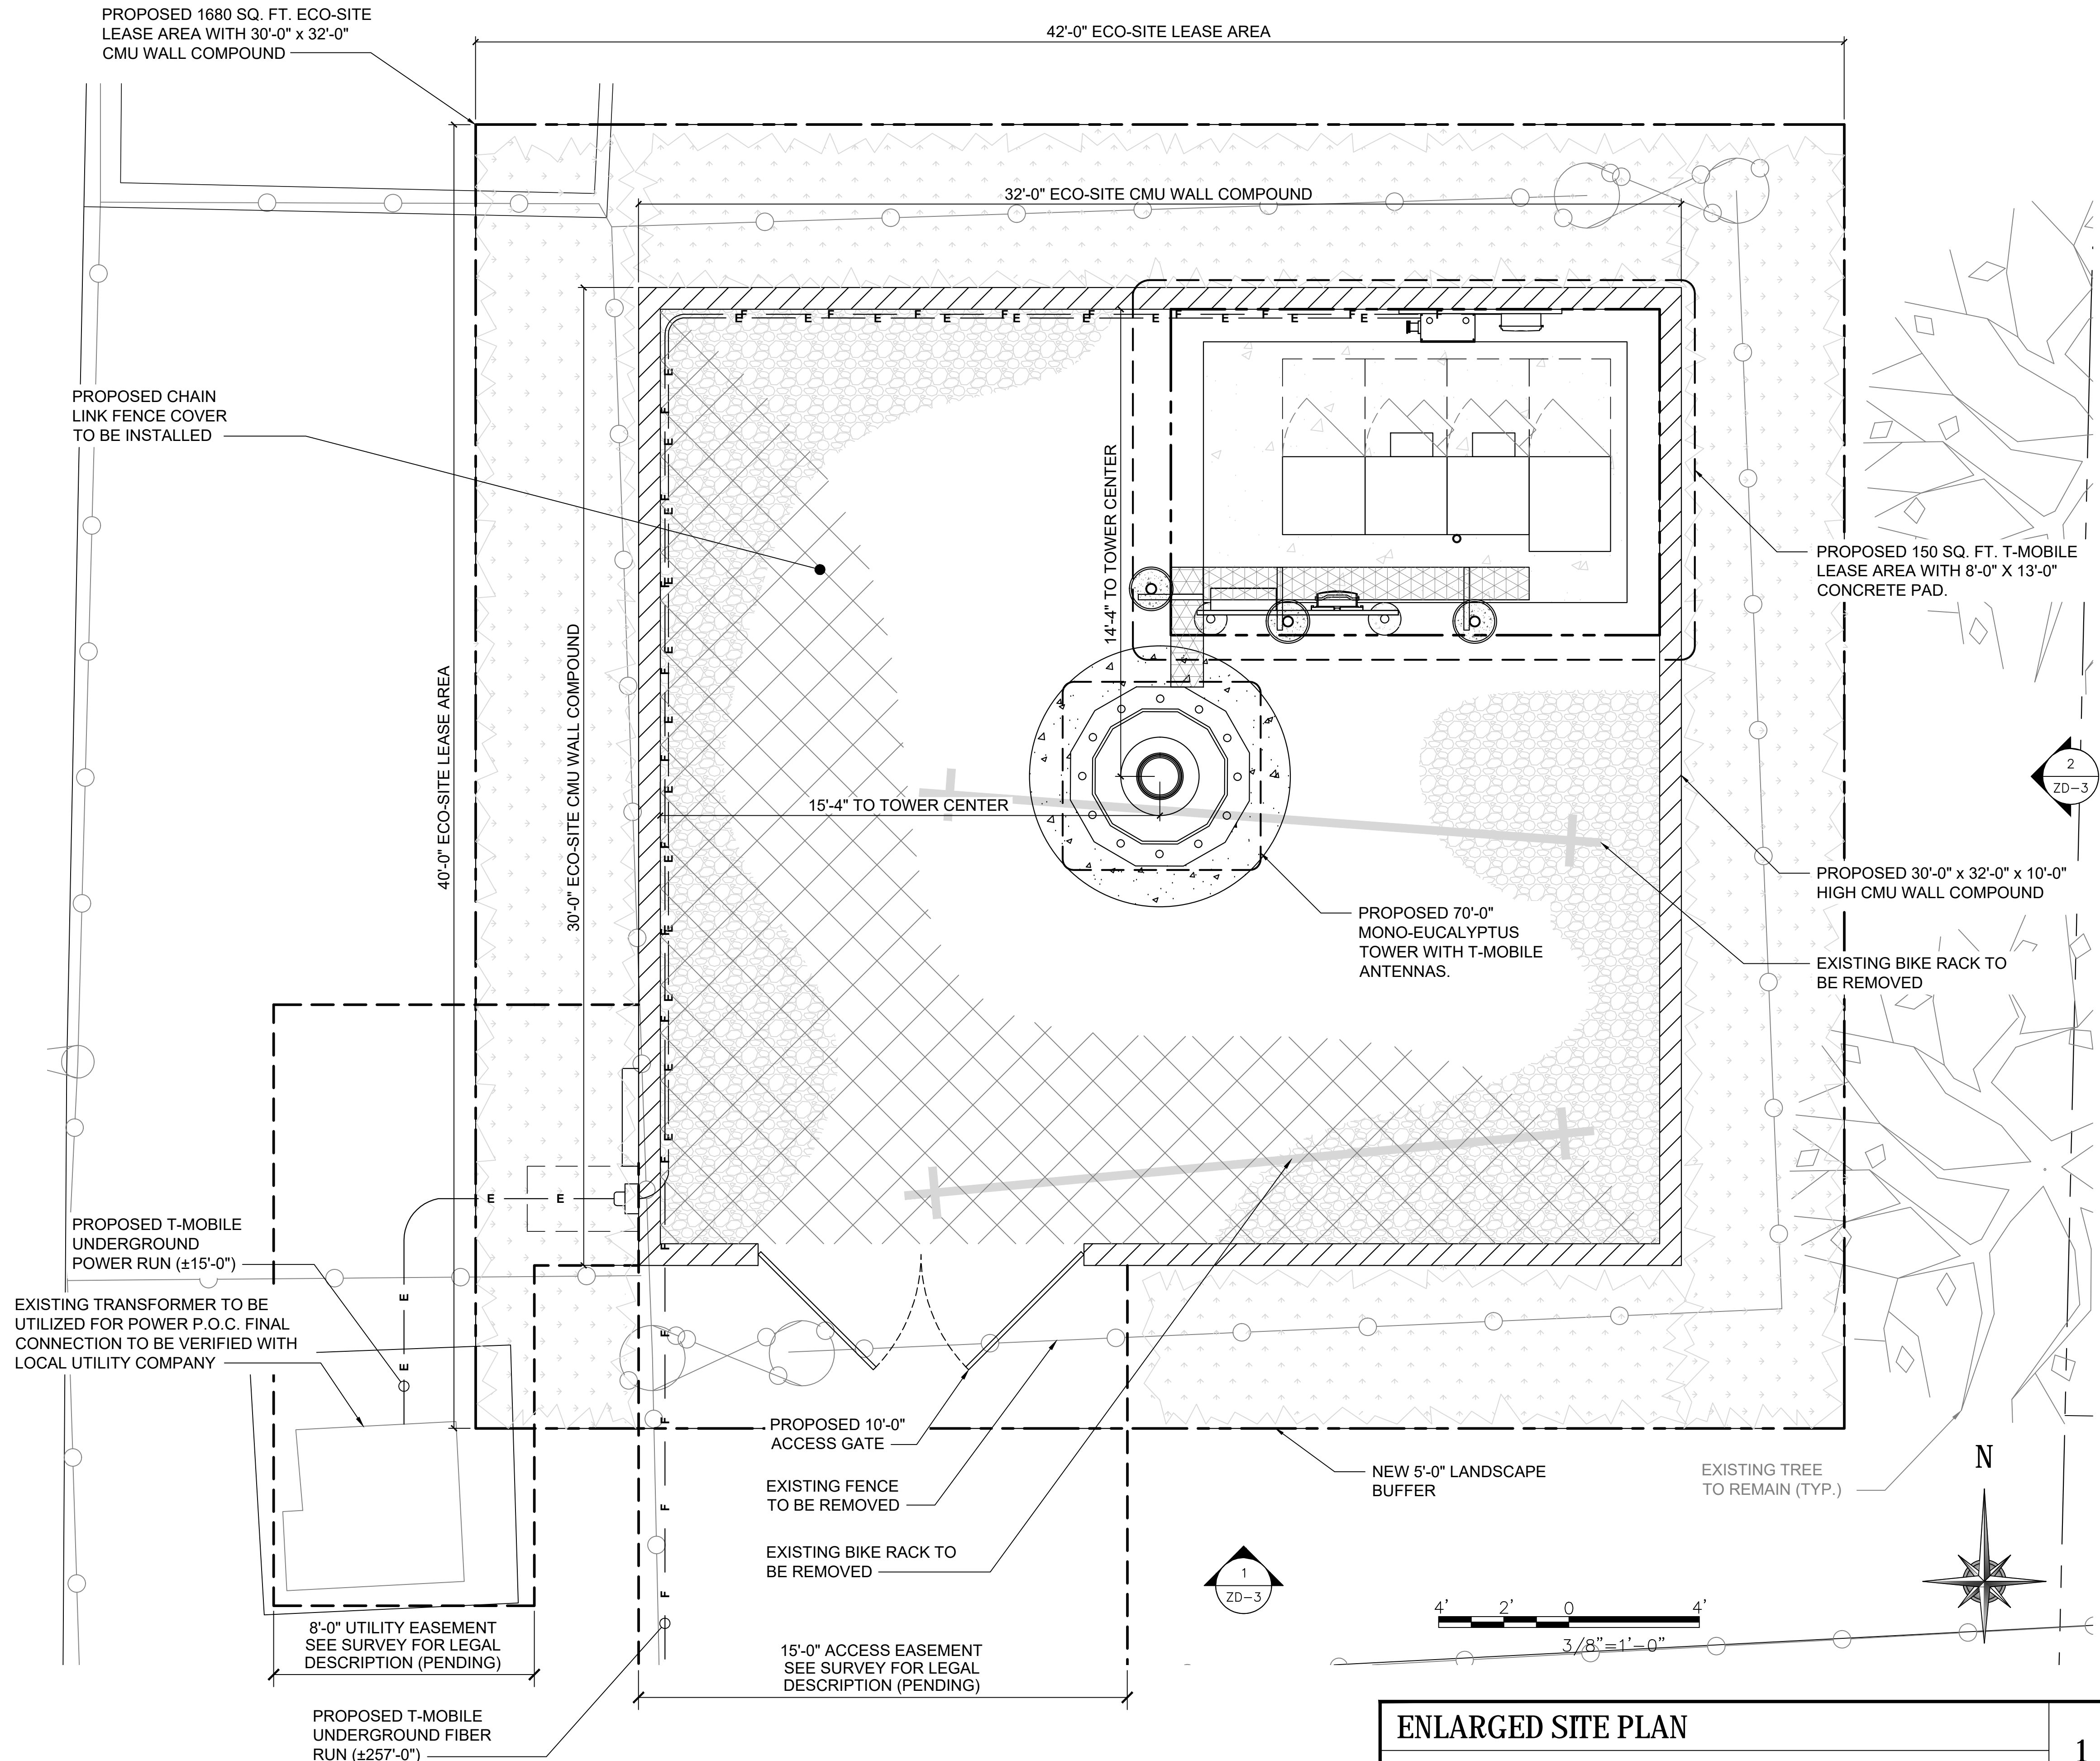 PROPOSED 1680 SQ. FT. ECO-SITE
LEASE AREA WITH 30'-0" x 32'-0"
CMU WALL COMPOUND
42'-0" ECO-SITE LEASE AREA
32'-0" ECO-SITE CMU WALL COMPOUND
PROPOSED CHAIN
LINK FENCE COVER
TO BE INSTALLED
14'-4" TO TOWER CENTER
PROPOSED 150 SQ. FT. T-MOBILE
LEASE AREA WITH 8'-0" X 13'-0"
CONCRETE PAD.
40'-0" ECO-SITE LEASE AREA
30'-0" ECO-SITE CMU WALL COMPOUND
2
ZD-3
15'-4" TO TOWER CENTER
PROPOSED 30'-0" x 32'-0" x 10'-0"
HIGH CMU WALL COMPOUND
PROPOSED 70'-0"
MONO-EUCALYPTUS
TOWER WITH T-MOBILE
ANTENNAS.
EXISTING BIKE RACK TO
BE REMOVED
E E
PROPOSED T-MOBILE
UNDERGROUND
POWER RUN (±15'-0")
EXISTING TRANSFORMER TO BE
UTILIZED FOR POWER P.O.C. FINAL
CONNECTION TO BE VERIFIED WITH
LOCAL UTILITY COMPANY
PROPOSED 10'-0"
ACCESS GATE
EXISTING FENCE
TO BE REMOVED
EXISTING BIKE RACK TO
BE REMOVED
NEW 5'-0" LANDSCAPE
BUFFER
EXISTING TREE
TO REMAIN (TYP.)
N
1
ZD-3
4' 2' 0 4'
3/8"=1'-0"
8'-0" UTILITY EASEMENT
SEE SURVEY FOR LEGAL
DESCRIPTION (PENDING)
15'-0" ACCESS EASEMENT
SEE SURVEY FOR LEGAL
DESCRIPTION (PENDING)
PROPOSED T-MOBILE
UNDERGROUND FIBER
RUN (±257'-0")
ENLARGED SITE PLAN
1